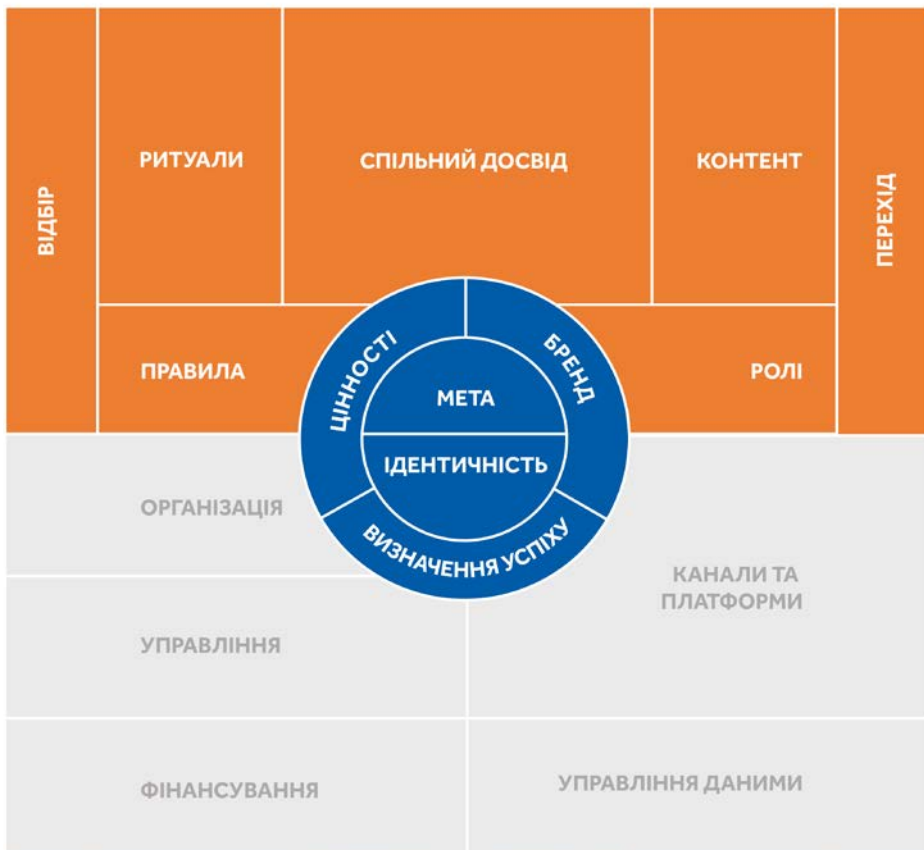 ВІДБІР
РИТУАЛИ
СПІЛЬНИЙ ДОСВІД
КОНТЕНТ
ПЕРЕХІД
ПРАВИЛА
ЦІННОСТІ
БРЕНД
РОЛІ
МЕТА
ІДЕНТИЧНІСТЬ
ВИЗНАЧЕННЯ УСПІХУ
ОРГАНІЗАЦІЯ
КАНАЛИ ТА
ПЛАТФОРМИ
УПРАВЛІННЯ
ФІНАНСУВАННЯ
УПРАВЛІННЯ ДАНИМИ